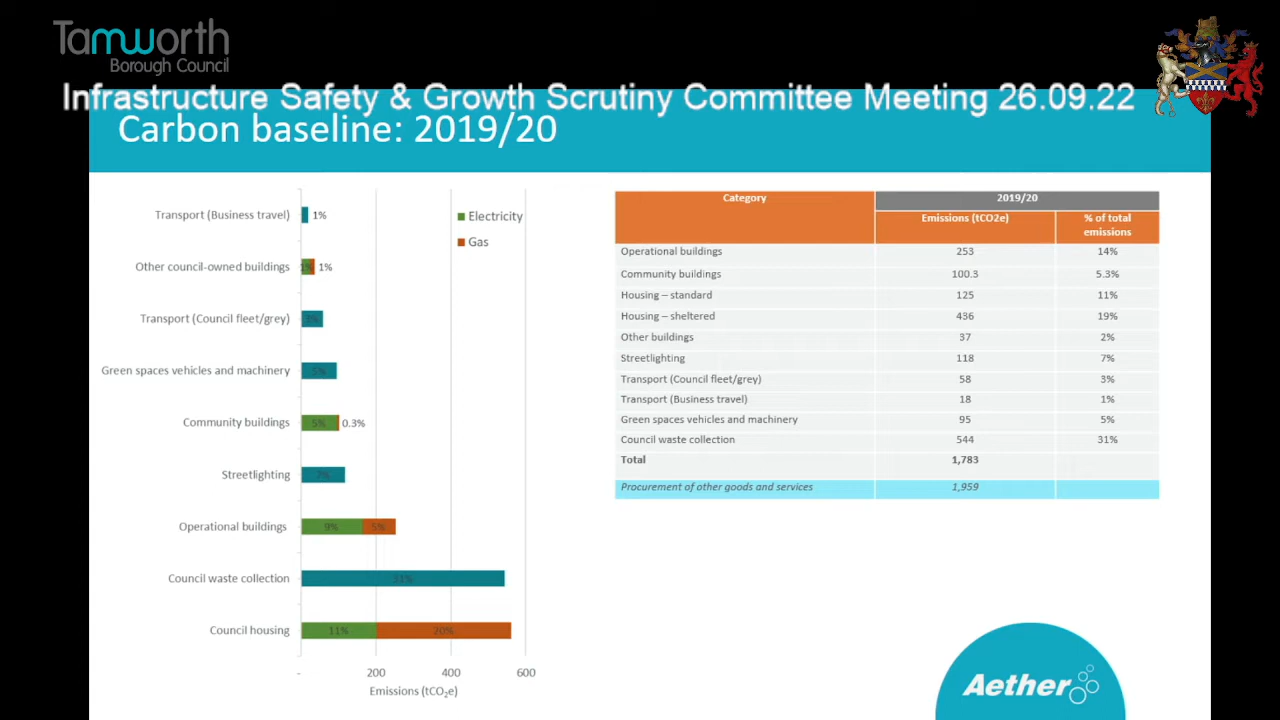 Tamworth
Borough Council
Infrastructure Safety & Growth Scrutiny Committee Meeting 26.09.22
Carbon baseline: 2019/20
Electricity
Gas
Transport (Business travel) 1%
Other council-owned buildings 1% 1%
Transport (Council fleet/grey) 3%
Green spaces vehicles and machinery 5%
Community buildings 5% 0.3%
Streetlighting 7%
Operational buildings 9% 5%
Council waste collection 31%
Council housing 11% 20%
- 200 400 600
Emissions (tCO₂e)
Category 2019/20
Emissions (tCO2e) % of total
emissions
Operational buildings 253 14%
Community buildings 100.3 5.3%
Housing – standard 125 11%
Housing – sheltered 436 19%
Other buildings 37 2%
Streetlighting 118 7%
Transport (Council fleet/grey) 58 3%
Transport (Business travel) 18 1%
Green spaces vehicles and machinery 95 5%
Council waste collection 544 31%
Total 1,783
Procurement of other goods and services 1,959
Aether